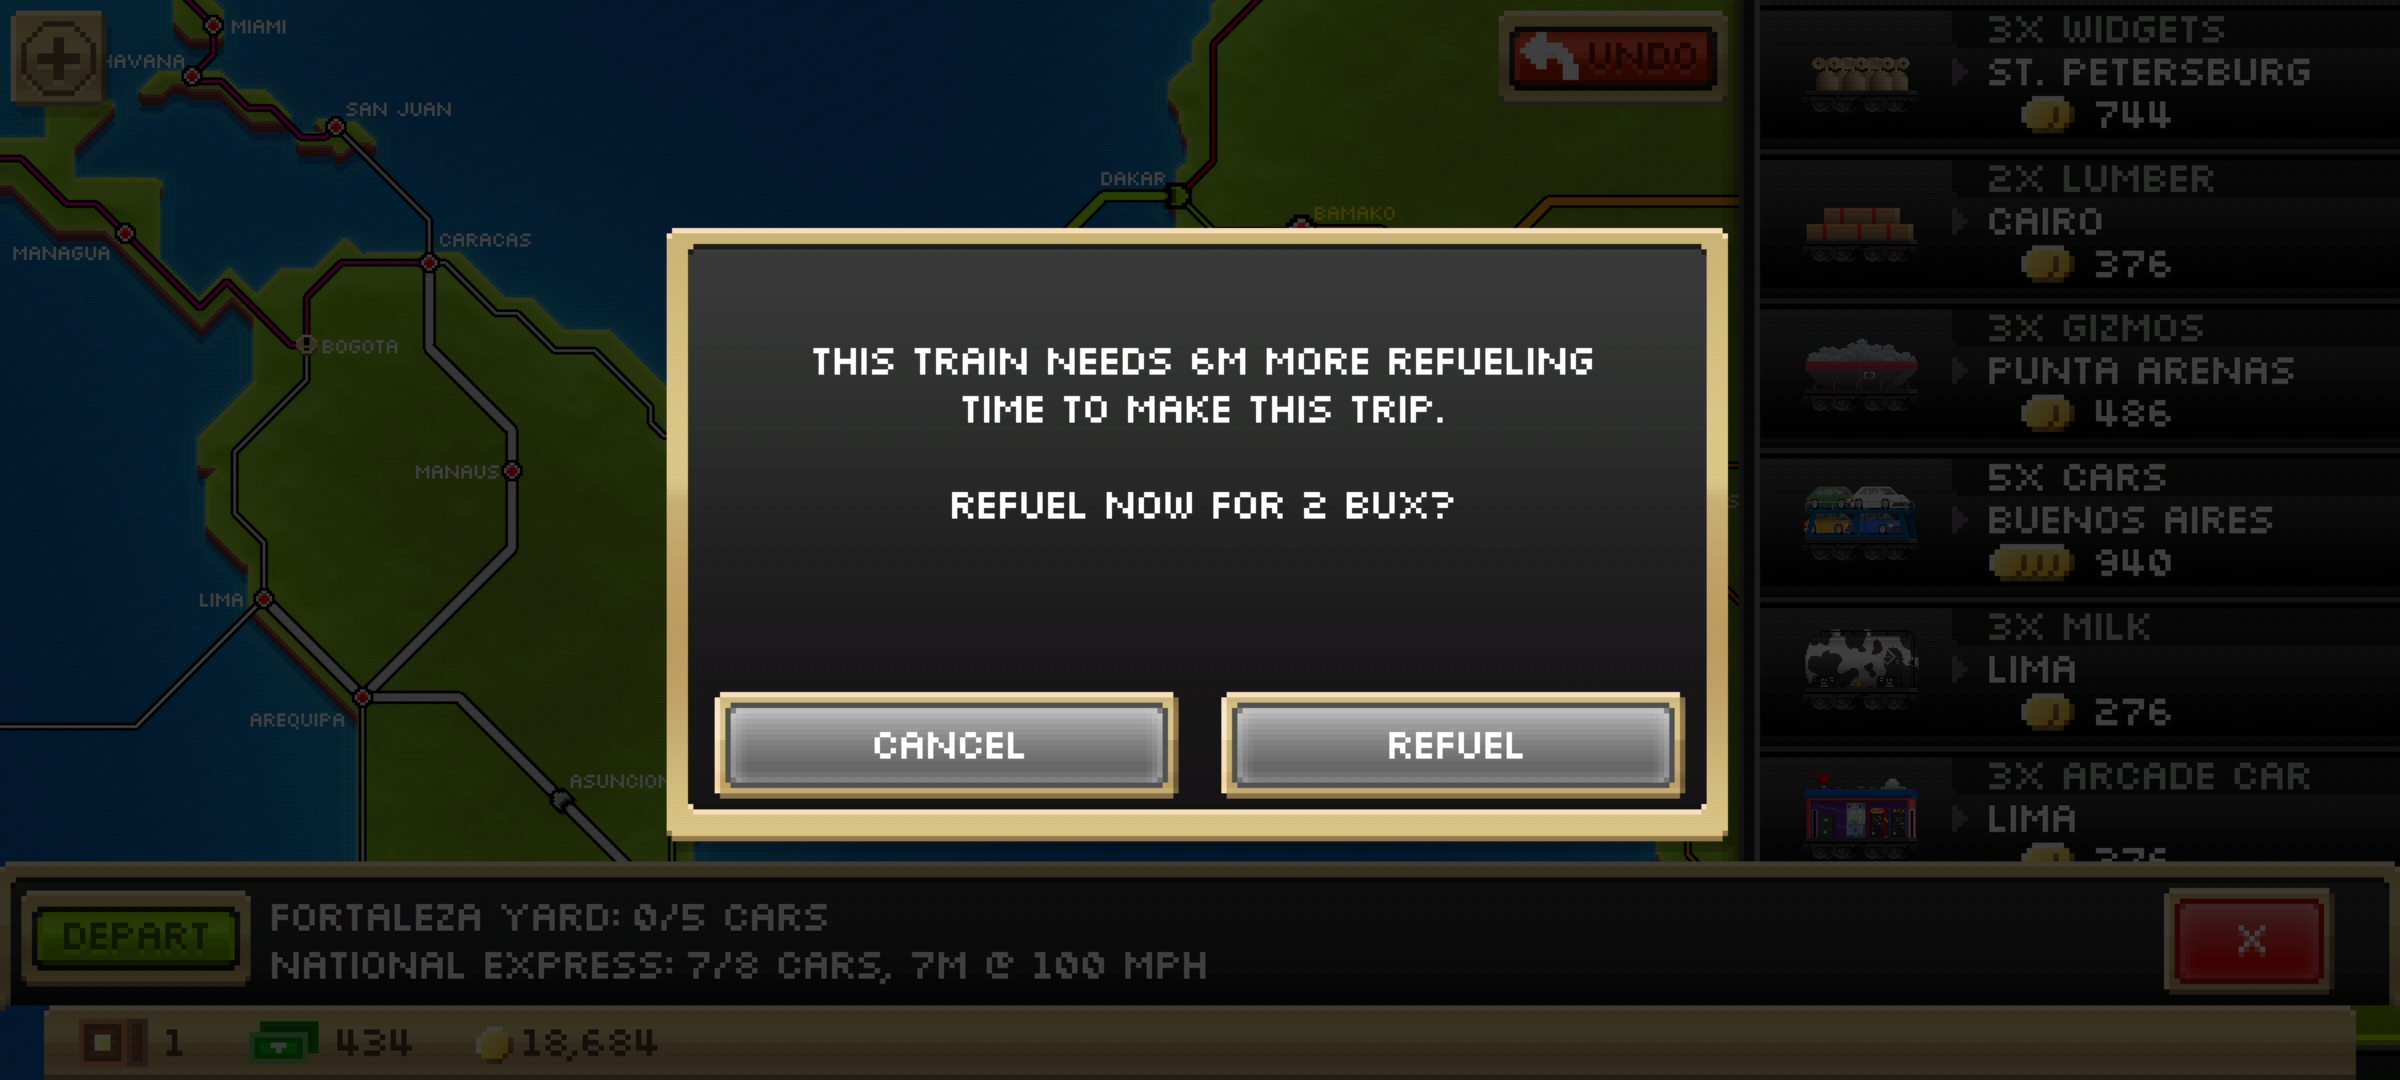 MIAMI
HAVANA
SAN JUAN
MANAGUA
CARACAS
BOGOTA
MANAUS
LIMA
AREQUIPA
ASUNCION
DAKAR
BAMAKO
UNDO
THIS TRAIN NEEDS 6M MORE REFUELING
TIME TO MAKE THIS TRIP.
REFUEL NOW FOR 2 BUX?
CANCEL
REFUEL
3X WIDGETS
ST. PETERSBURG
744
2X LUMBER
CAIRO
376
3X GIZMOS
PUNTA ARENAS
486
5X CARS
BUENOS AIRES
940
3X MILK
LIMA
276
3X ARCADE CAR
LIMA
DEPART
FORTALEZA YARD: 0/5 CARS
NATIONAL EXPRESS: 7/8 CARS, 7M @ 100 MPH
X
1
434
18,684